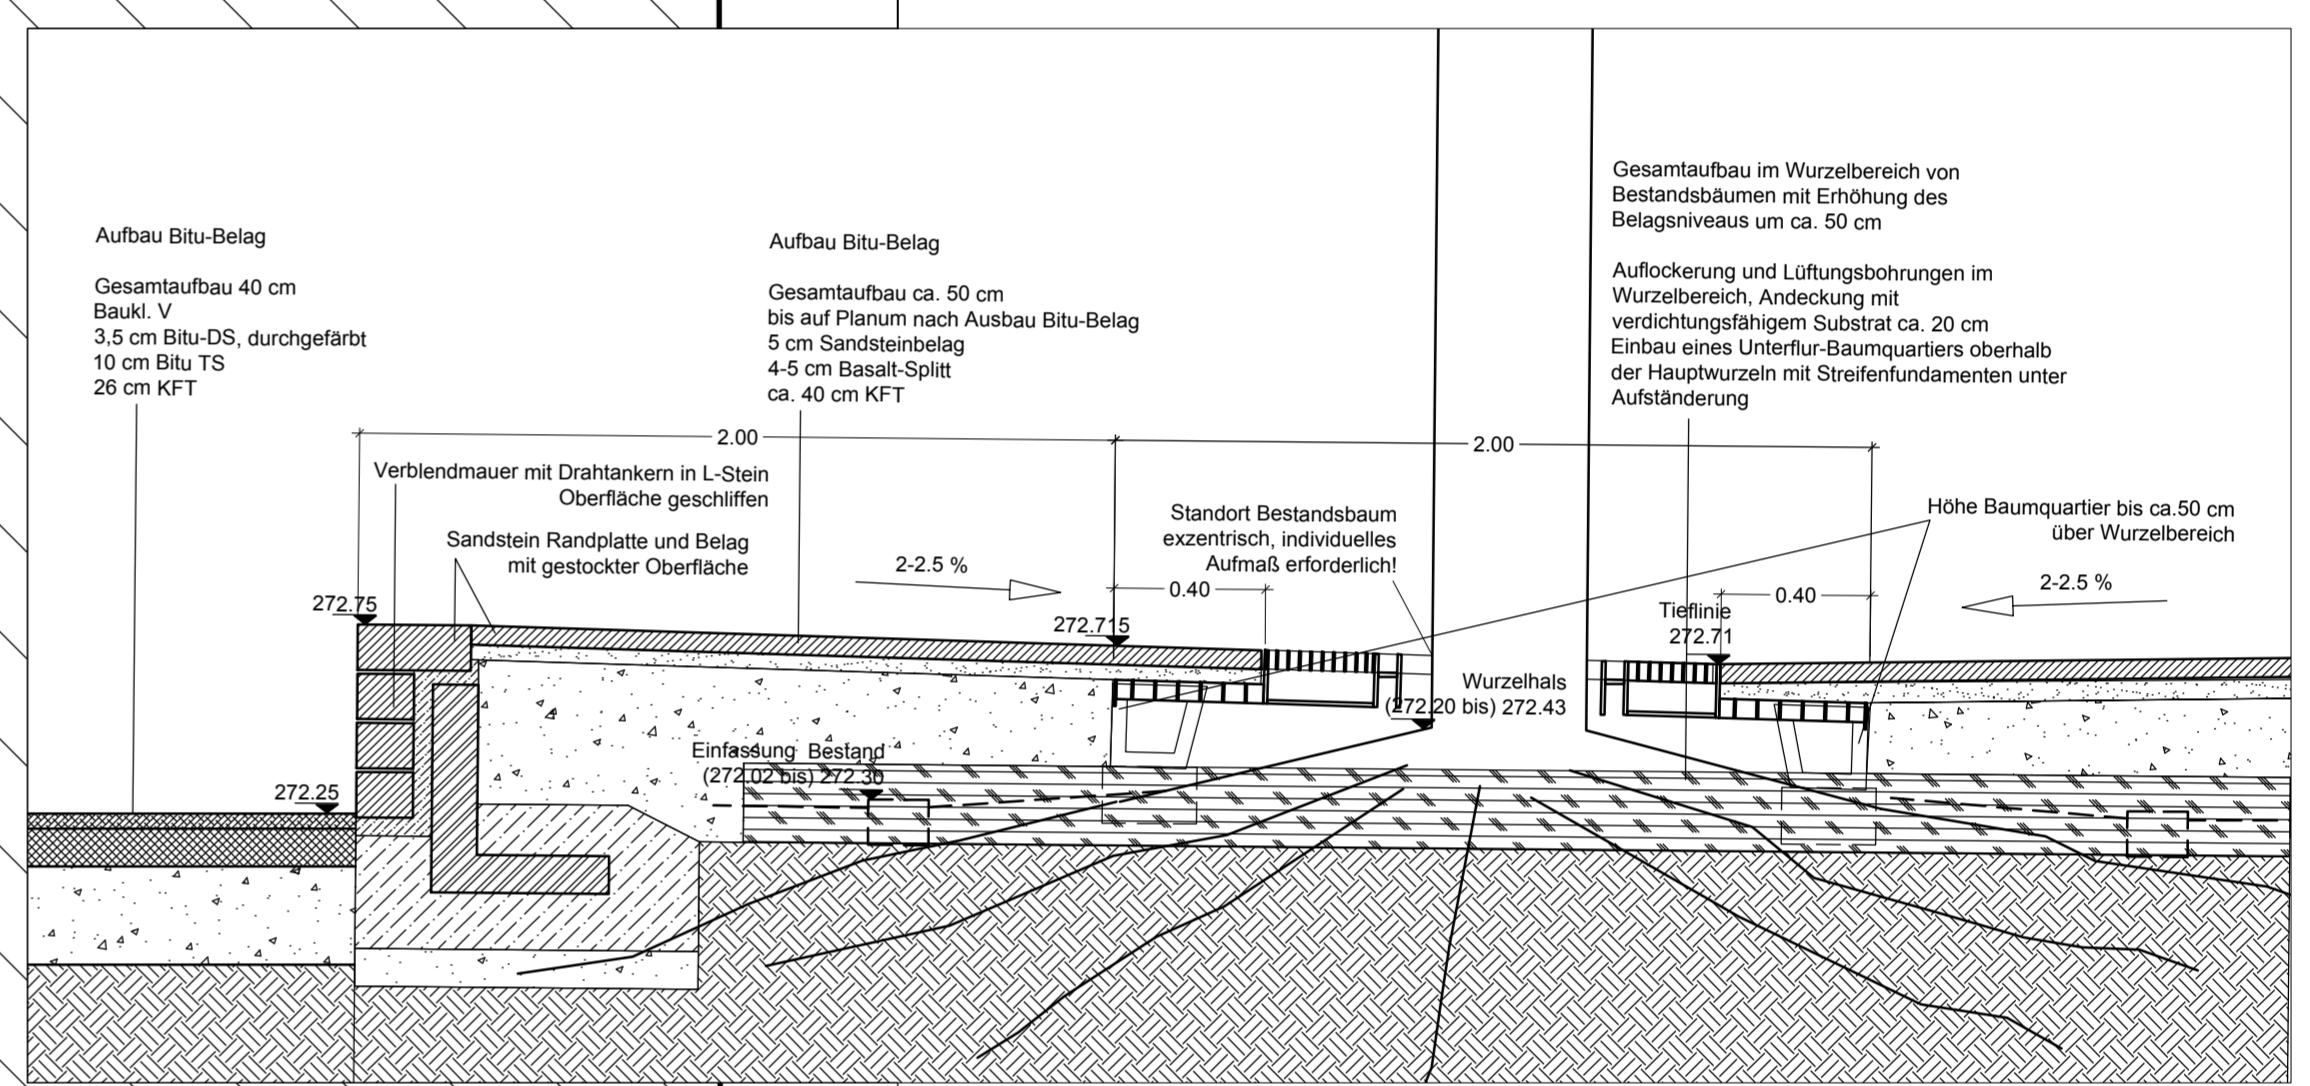 Aufbau Bitu-Belag
Gesamtaufbau 40 cm
Baukl. V
3,5 cm Bitu-DS, durchgefärbt
10 cm Bitu TS
26 cm KFT
Aufbau Bitu-Belag
Gesamtaufbau ca. 50 cm
bis auf Planum nach Ausbau Bitu-Belag
5 cm Sandsteinbelag
4-5 cm Basalt-Splitt
ca. 40 cm KFT
Gesamtaufbau im Wurzelbereich von
Bestandsbäumen mit Erhöhung des
Belagsniveaus um ca. 50 cm
Auflockerung und Lüftungsbohrungen im
Wurzelbereich, Andeckung mit
verdichtungsfähigem Substrat ca. 20 cm
Einbau eines Unterflur-Baumquartiers oberhalb
der Hauptwurzeln mit Streifenfundamenten unter
Aufständerung
2.00
2.00
Verblendmauer mit Drahtankern in L-Stein
Oberfläche geschliffen
Sandstein Randplatte und Belag
mit gestockter Oberfläche
2-2.5 %
Standort Bestandsbaum
exzentrisch, individuelles
Aufmaß erforderlich!
0.40
Höhe Baumquartier bis ca.50 cm
über Wurzelbereich
2-2.5 %
0.40
272.75
272.715
Tieflinie
272.71
Wurzelhals
(272.20 bis) 272.43
Einfassung Bestand
(272.02 bis) 272.30
272.25